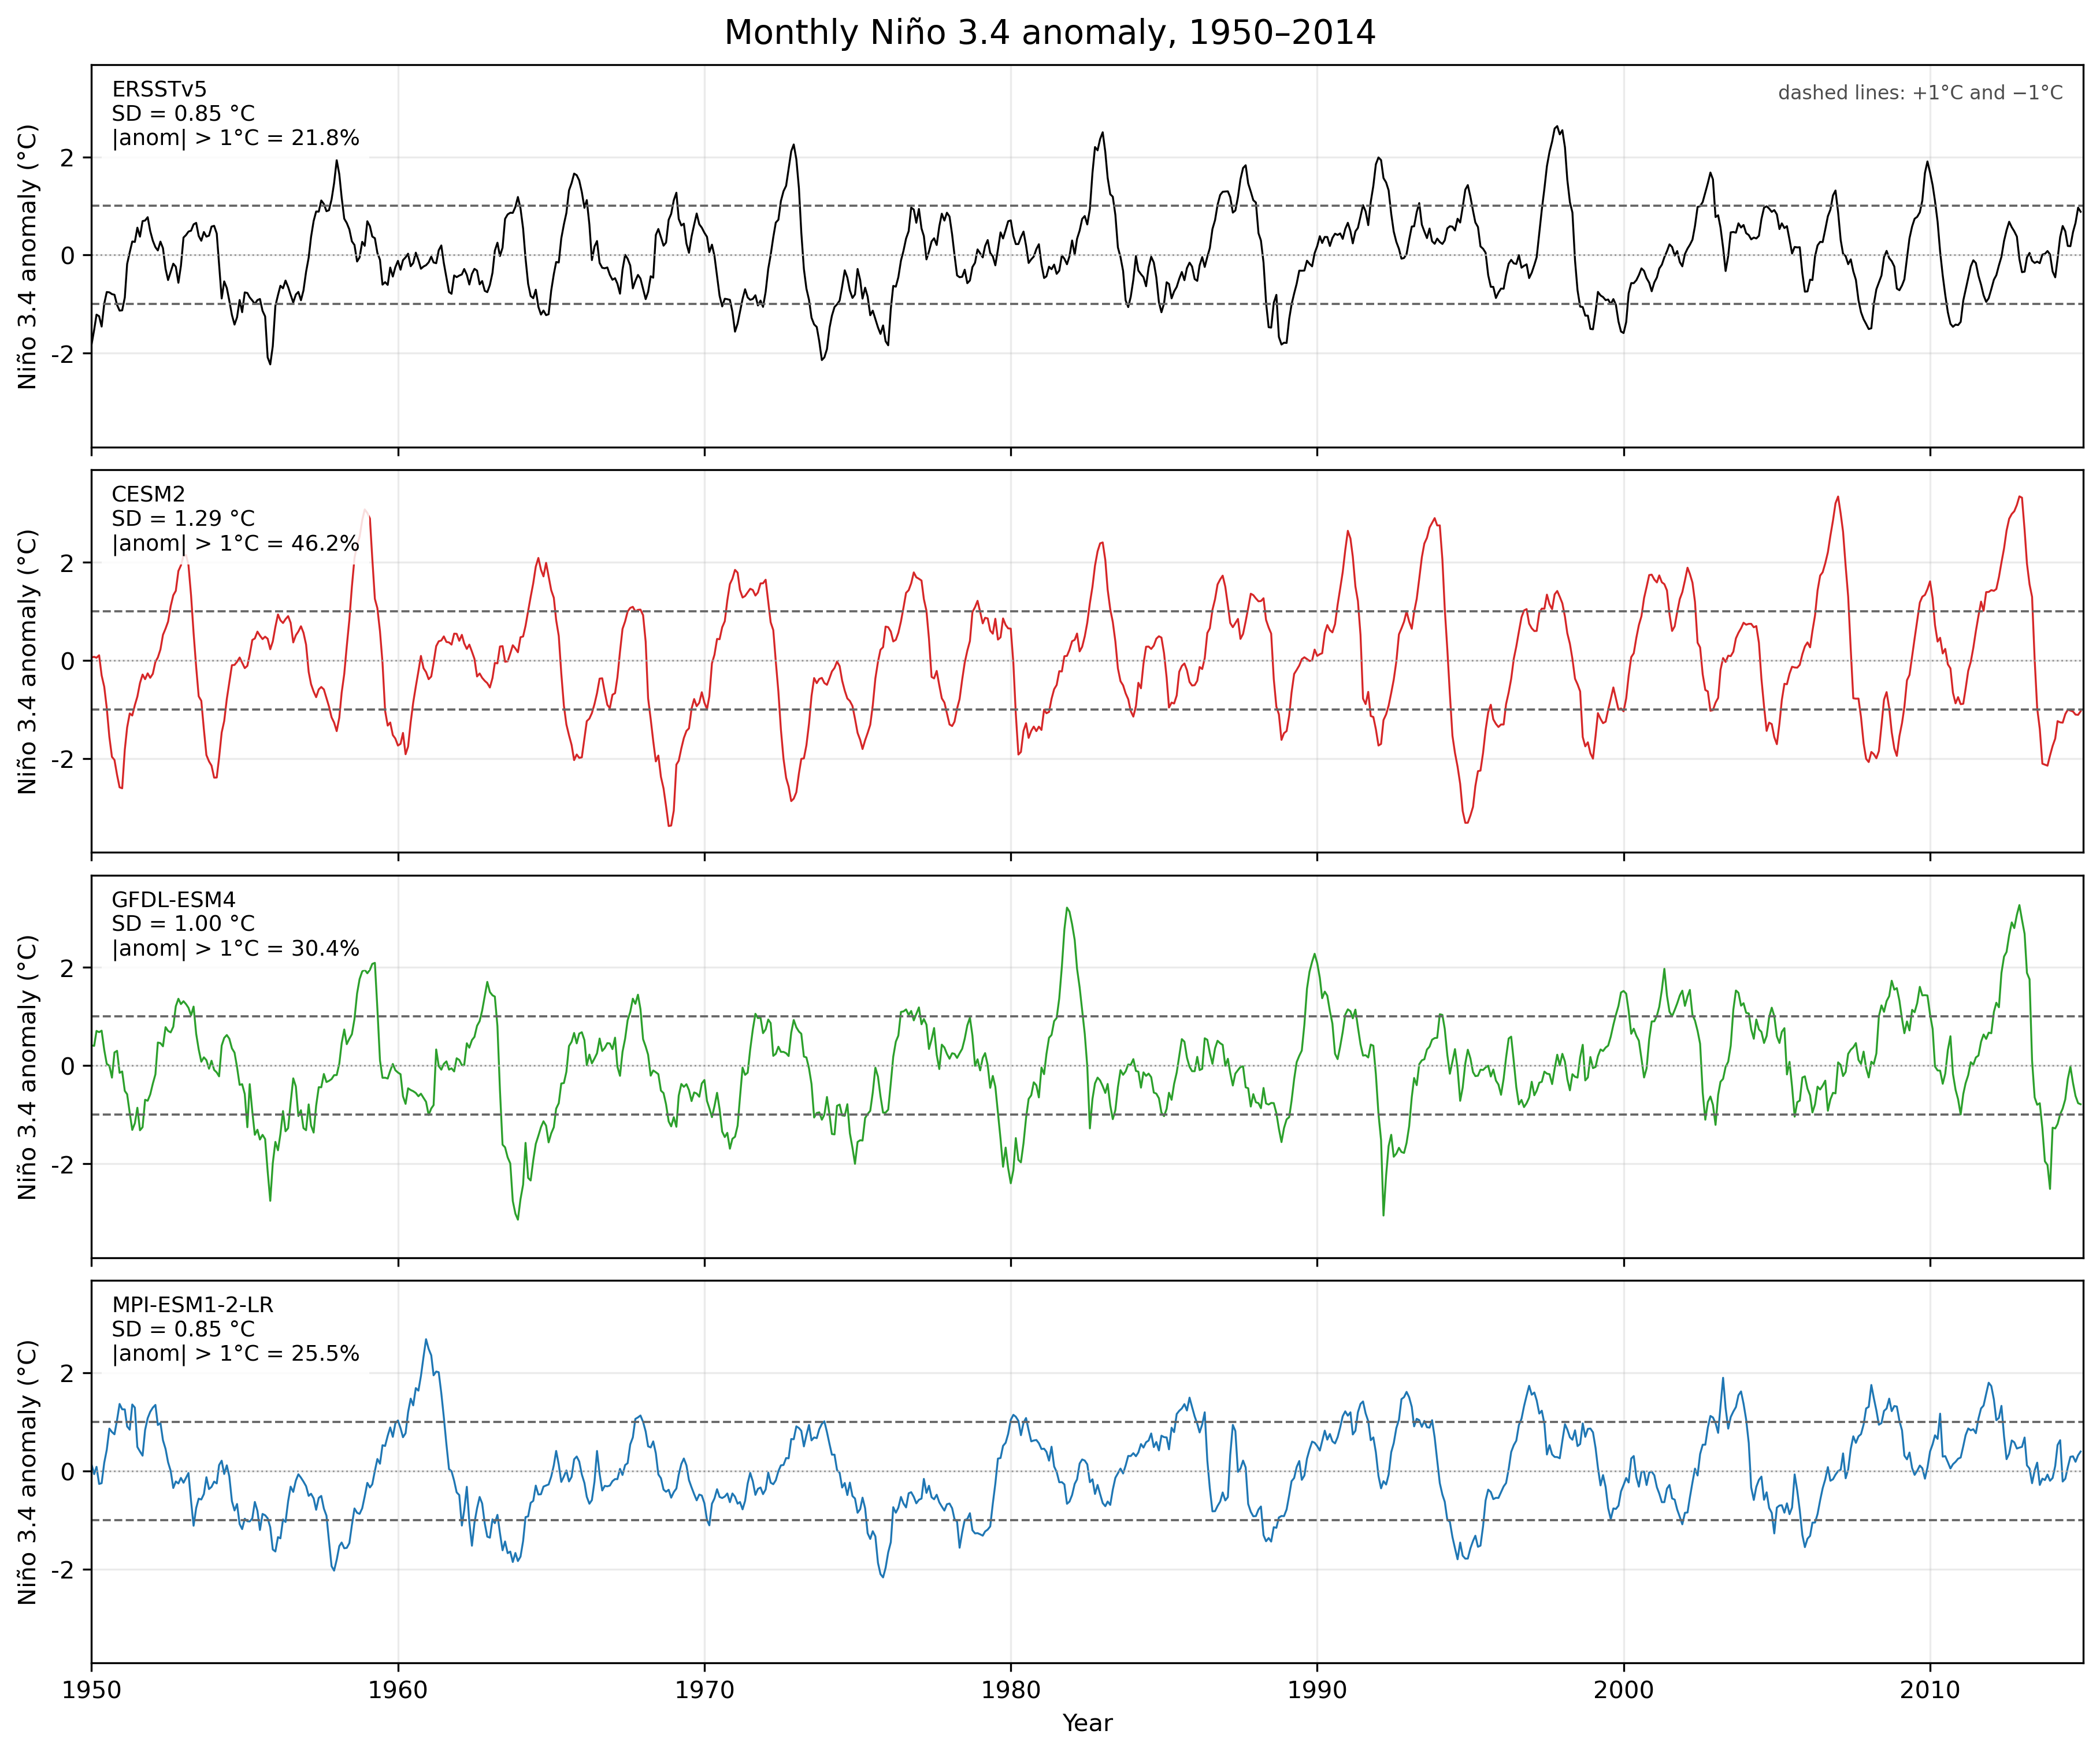 Monthly Niño 3.4 anomaly, 1950–2014
ERSSTv5
SD = 0.85 °C
|anom| > 1°C = 21.8%
dashed lines: +1°C and −1°C
Niño 3.4 anomaly (°C)
2
0
-2
CESM2
SD = 1.29 °C
|anom| > 1°C = 46.2%
Niño 3.4 anomaly (°C)
2
0
-2
GFDL-ESM4
SD = 1.00 °C
|anom| > 1°C = 30.4%
Niño 3.4 anomaly (°C)
2
0
-2
MPI-ESM1-2-LR
SD = 0.85 °C
|anom| > 1°C = 25.5%
Niño 3.4 anomaly (°C)
2
0
-2
1950 1960 1970 1980 1990 2000 2010
Year